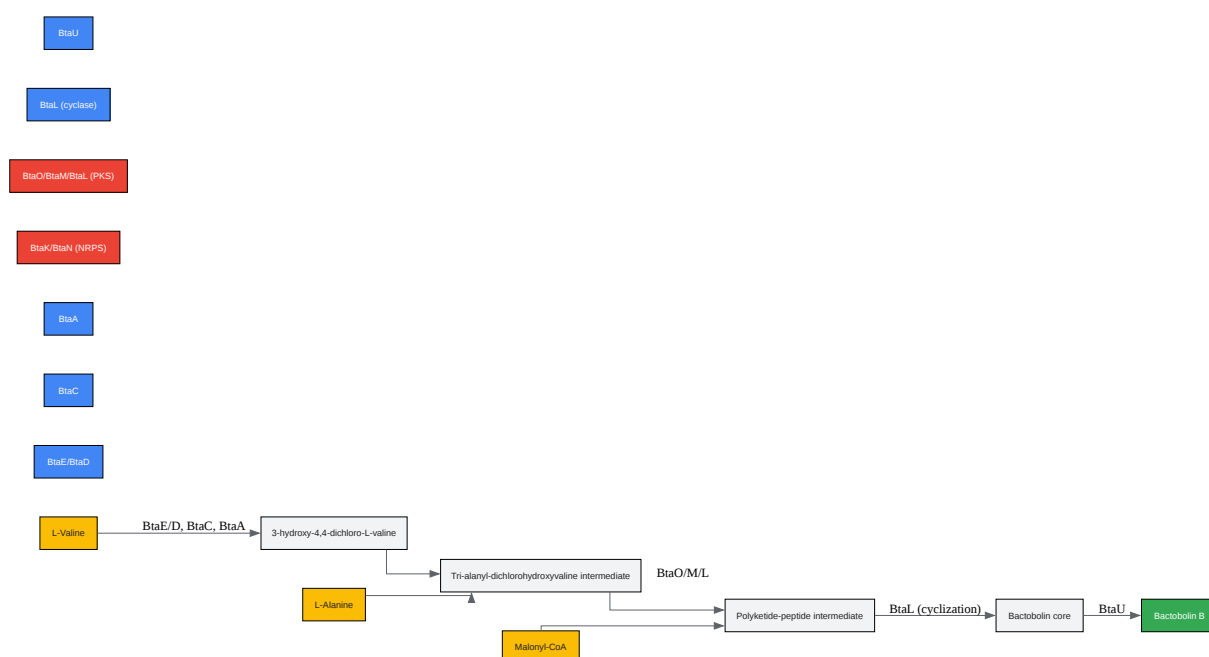 BtaU
BtaL (cyclase)
BtaO/BtaM/BtaL (PKS)
BtaK/BtaN (NRPS)
BtaA
BtaC
BtaE/BtaD
L-Valine
BtaE/D, BtaC, BtaA
3-hydroxy-4,4-dichloro-L-valine
Tri-alanyl-dichlorohydroxyvaline intermediate
BtaO/M/L
L-Alanine
Polyketide-peptide intermediate
BtaL (cyclization)
Bactobolin core
BtaU
Bactobolin B
Malonyl-CoA